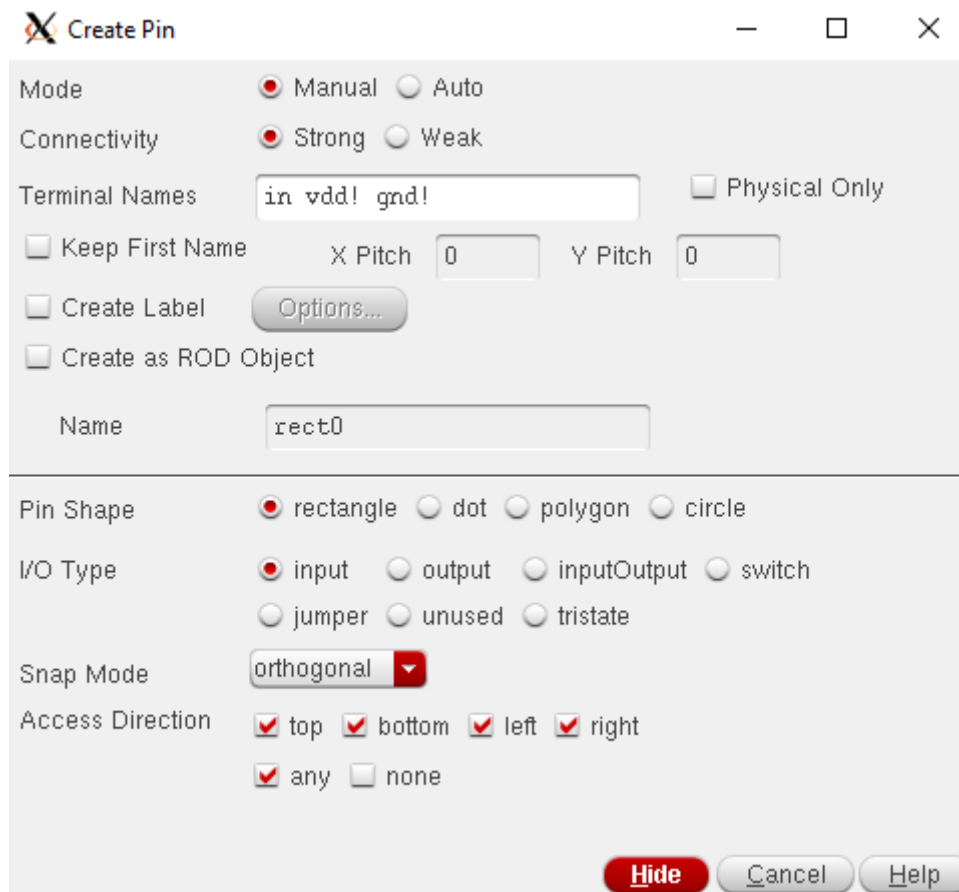 Create Pin
Mode Manual Auto
Connectivity Strong Weak
Terminal Names in vdd! gnd! Physical Only
Keep First Name X Pitch 0 Y Pitch 0
Create Label Options...
Create as ROD Object
Name rect0
Pin Shape rectangle dot polygon circle
I/O Type input output inputOutput switch
jumper unused tristate
Snap Mode orthogonal
Access Direction top bottom left right
any none
Hide Cancel Help